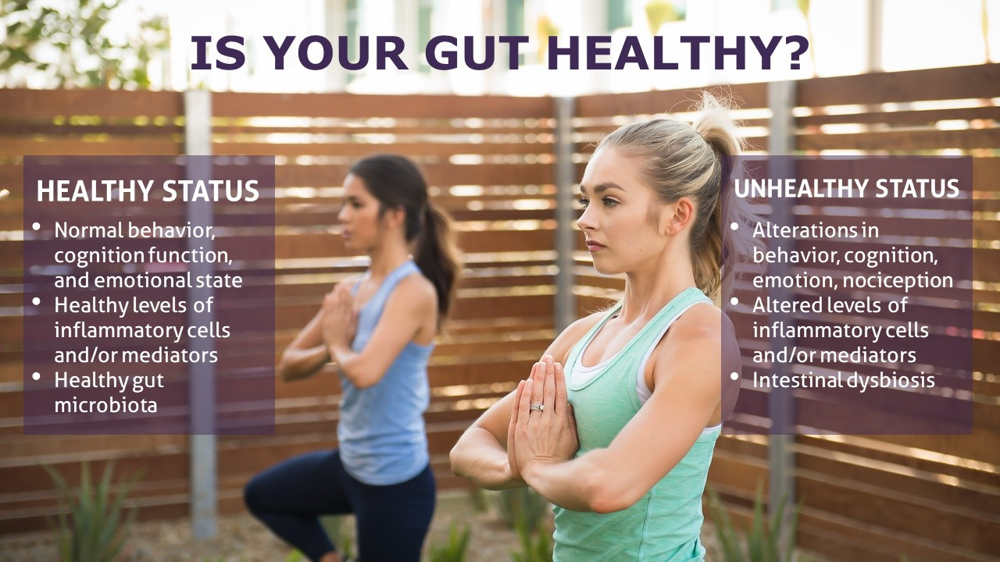 IS YOUR GUT HEALTHY?
HEALTHY STATUS
• Normal behavior,
cognition function,
and emotional state
• Healthy levels of
inflammatory cells
and/or mediators
• Healthy gut
microbiota
UNHEALTHY STATUS
• Alterations in
behavior, cognition,
emotion, nociception
• Altered levels of
inflammatory cells
and/or mediators
• Intestinal dysbiosis